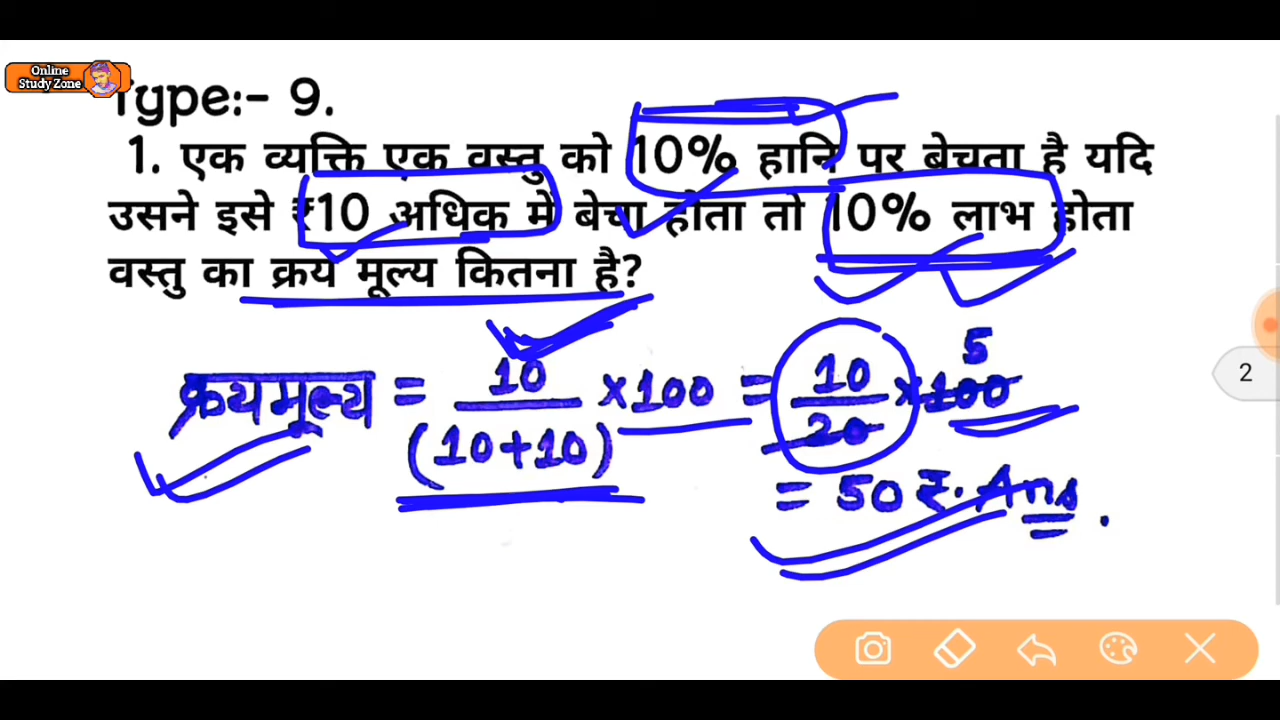 Online
Study Zone
Type:- 9.
1. एक व्यक्ति एक वस्तु को 10% हानि पर बेचता है यदि
उसने इसे ₹10 अधिक में बेचा होता तो 10% लाभ होता
वस्तु का क्रय मूल्य कितना है?
क्रयमूल्य = 10/(10+10) ×100 = 10/20 ×100 5
= 50 ₹. Ans.
2